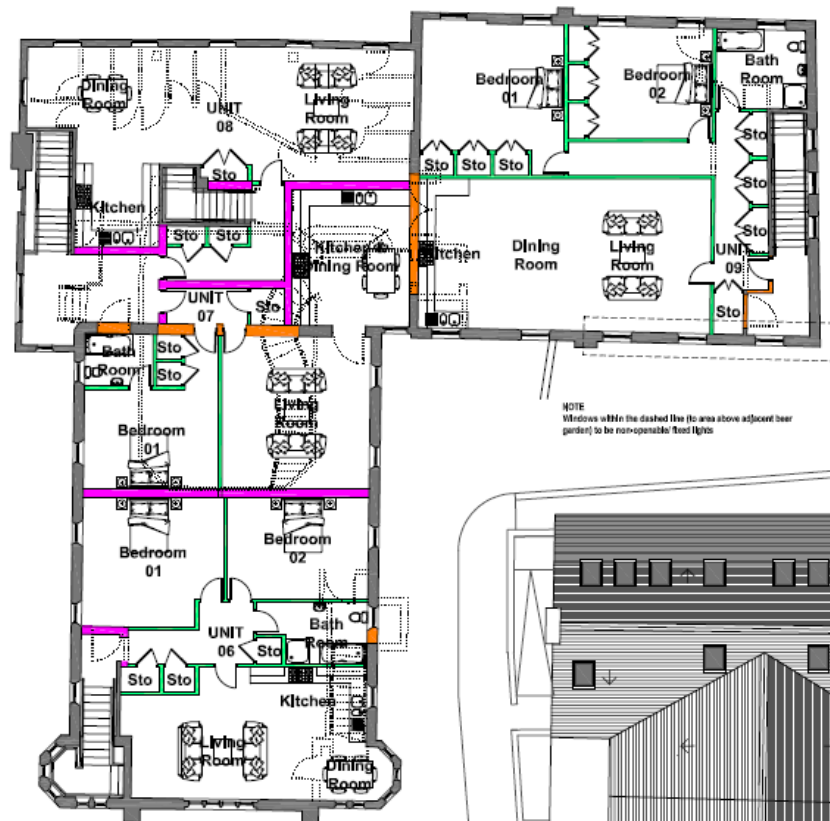 Dining
Room
UNIT
08
Living
Room
Kitchen
Sto
Sto
Sto
Bedroom
01
Bedroom
02
Bath
Room
Sto
Sto
Sto
Sto
Sto
Sto
Kitchen &
Dining Room
Kitchen
Dining
Room
Living
Room
UNIT
09
Sto
UNIT
07
Sto
Bath
Room
Sto
Sto
Bedroom
01
Living
Room
NOTE
Windows within the dashed line (to area above adjacent beer
garden) to be non-openable/ fixed lights
Bedroom
01
Bedroom
02
UNIT
06
Bath
Room
Sto
Sto
Sto
Kitchen
Living
Room
Dining
Room